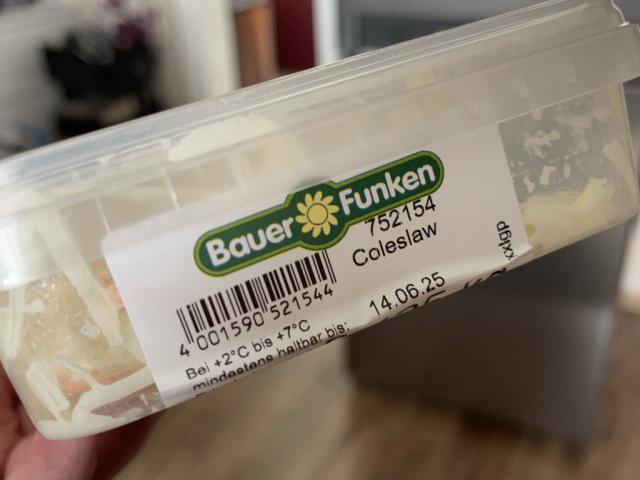 Bauer Funken
752154
Coleslaw
4 001590 521544
14.06.25
Bei +2°C bis +7°C
mindestens haltbar bis: